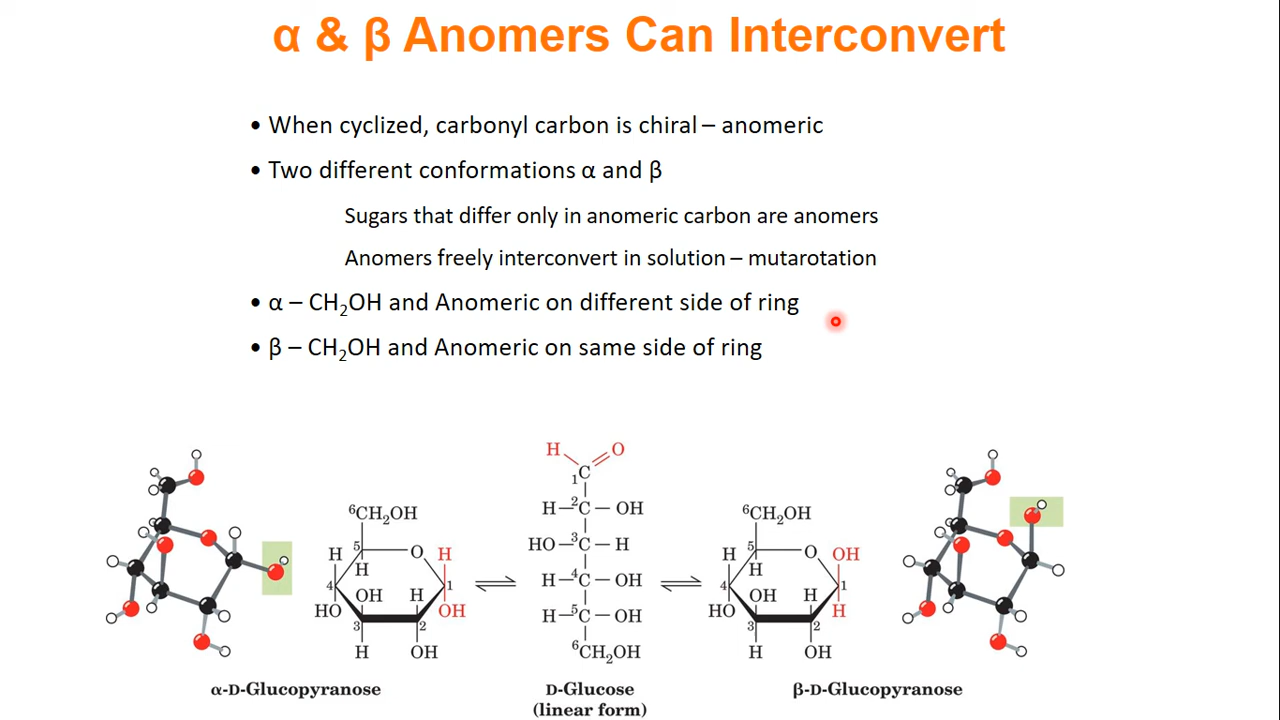 α & β Anomers Can Interconvert
• When cyclized, carbonyl carbon is chiral – anomeric
• Two different conformations α and β
Sugars that differ only in anomeric carbon are anomers
Anomers freely interconvert in solution – mutarotation
• α – CH₂OH and Anomeric on different side of ring
• β – CH₂OH and Anomeric on same side of ring
⁶CH₂OH
5
H
O
H
H
4
1
OH
H
HO
OH
3
2
H
OH
α-D-Glucopyranose
H O
1C
H–²C–OH
HO–³C–H
H–⁴C–OH
H–⁵C–OH
⁶CH₂OH
D-Glucose
(linear form)
⁶CH₂OH
5
H
O
OH
H
4
1
OH
H
HO
H
3
2
H
OH
β-D-Glucopyranose